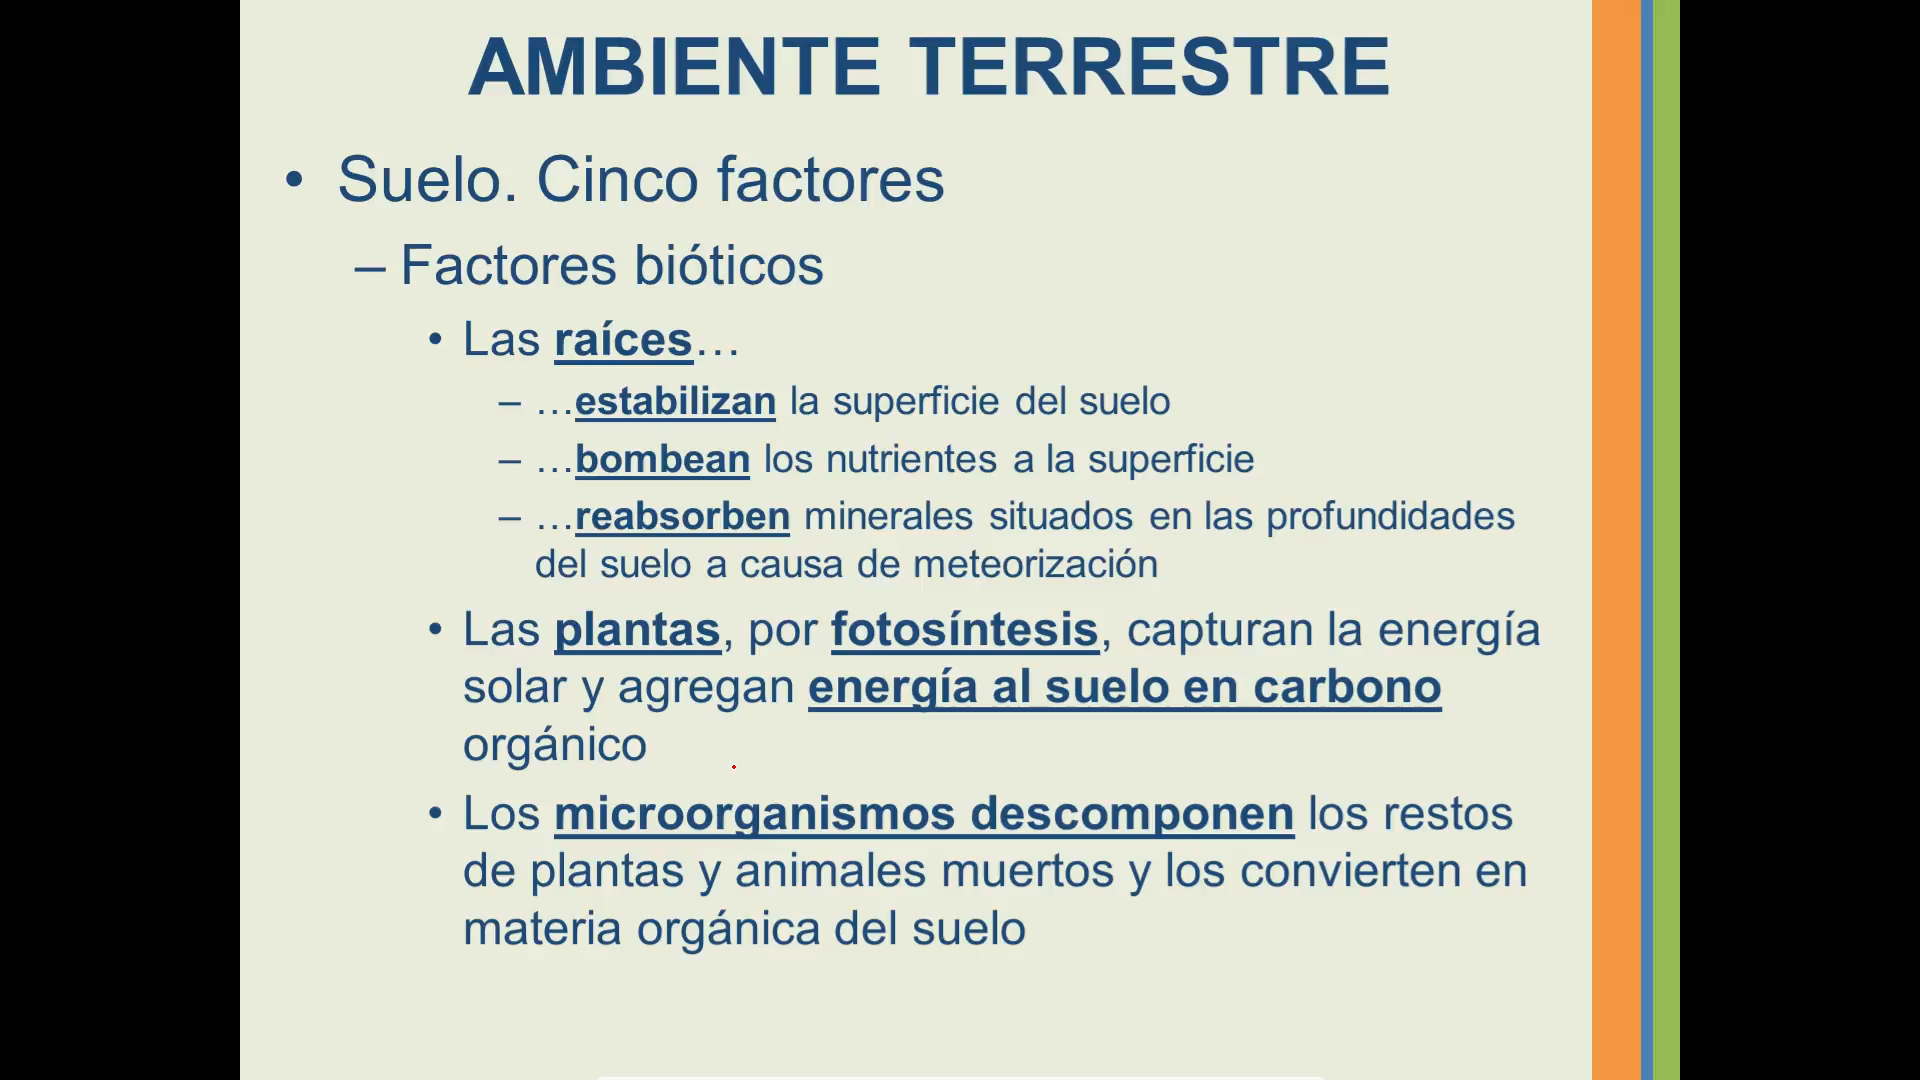 AMBIENTE TERRESTRE
• Suelo. Cinco factores
– Factores bióticos
• Las raíces…
– …estabilizan la superficie del suelo
– …bombean los nutrientes a la superficie
– …reabsorben minerales situados en las profundidades
del suelo a causa de meteorización
• Las plantas, por fotosíntesis, capturan la energía
solar y agregan energía al suelo en carbono
orgánico
• Los microorganismos descomponen los restos
de plantas y animales muertos y los convierten en
materia orgánica del suelo